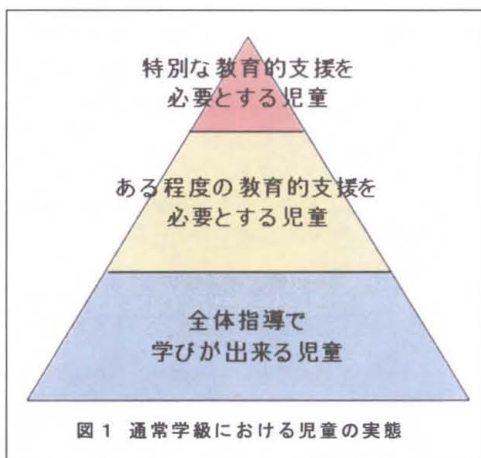 特別な教育的支援を
必要とする児童
ある程度の教育的支援を
必要とする児童
全体指導で
学びが出来る児童
図1 通常学級における児童の実態